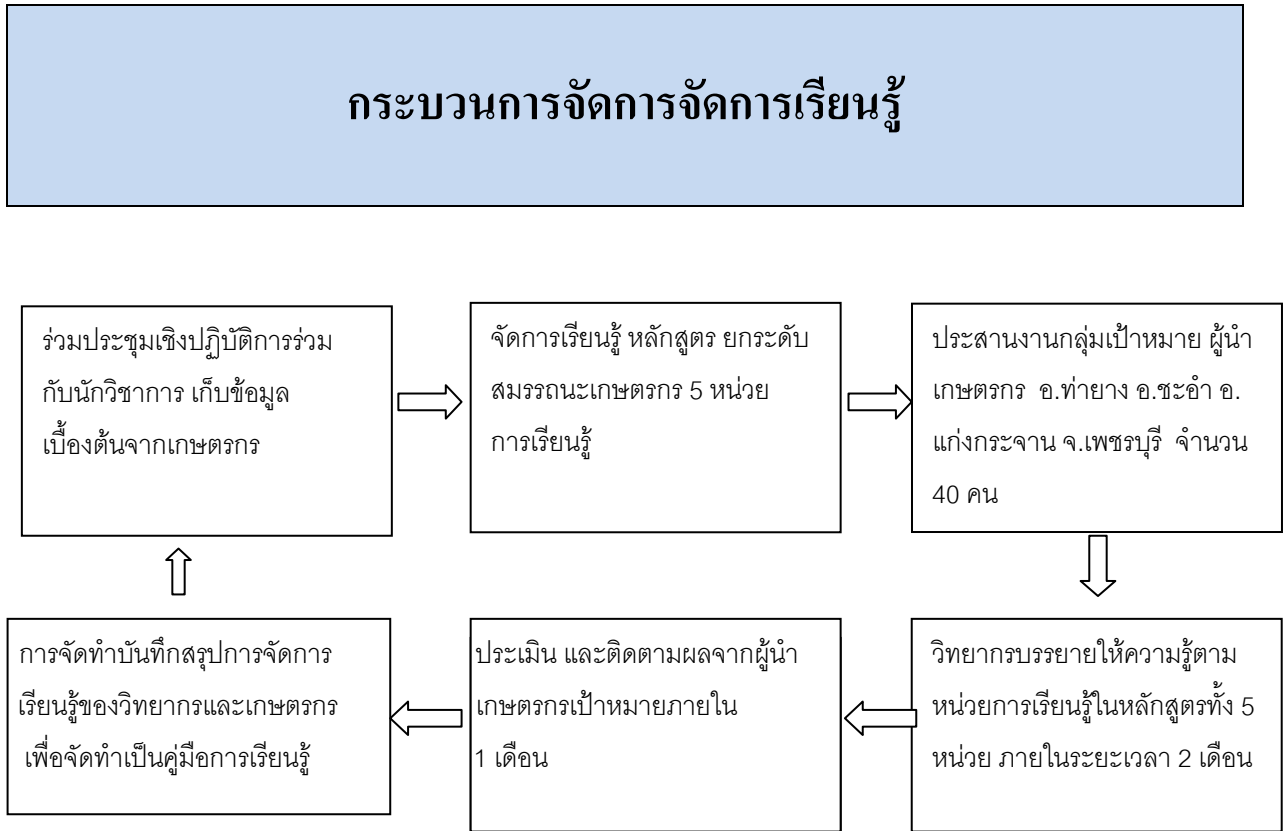 กระบวนการจัดการจัดการเรียนรู้
ร่วมประชุมเชิงปฏิบัติการร่วม
กับนักวิชาการ เก็บข้อมูล
เบื้องต้นจากเกษตรกร
จัดการเรียนรู้ หลักสูตร ยกระดับ
สมรรถนะเกษตรกร 5 หน่วย
การเรียนรู้
ประสานงานกลุ่มเป้าหมาย ผู้นำ
เกษตรกร อ.ท่ายาง อ.ชะอำ อ.
แก่งกระจาน จ.เพชรบุรี จำนวน
40 คน
วิทยากรบรรยายให้ความรู้ตาม
หน่วยการเรียนรู้ในหลักสูตรทั้ง 5
หน่วย ภายในระยะเวลา 2 เดือน
ประเมิน และติดตามผลจากผู้นำ
เกษตรกรเป้าหมายภายใน
1 เดือน
การจัดทำบันทึกสรุปการจัดการ
เรียนรู้ของวิทยากรและเกษตรกร
เพื่อจัดทำเป็นคู่มือการเรียนรู้